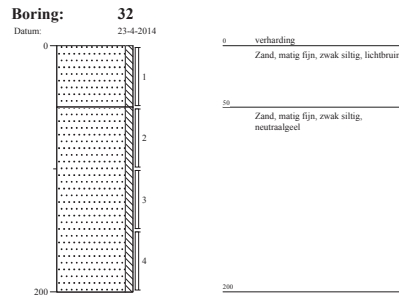 Boring: 32
Datum: 23-4-2014
0
1
2
3
4
200
0 verharding
Zand, matig fijn, zwak siltig, lichtbruin
50
Zand, matig fijn, zwak siltig,
neutraalgeel
200